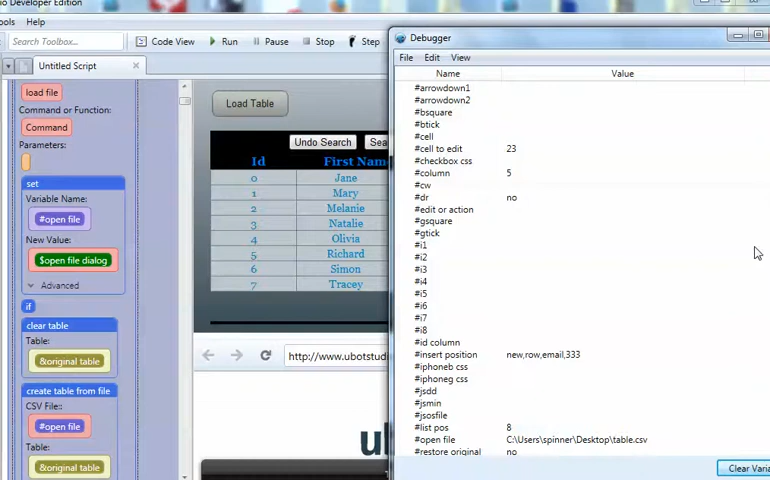 io Developer Edition
ools Help
Search Toolbox...
Code View
Run
Pause
Stop
Step
Untitled Script
load file
Command or Function:
Command
Parameters:
set
Variable Name:
#open file
New Value:
$open file dialog
Advanced
if
clear table
Table:
&original table
create table from file
CSV File::
#open file
Table:
&original table
Load Table
Undo Search
Sea
Id First Name
0 Jane
1 Mary
2 Melanie
3 Natalie
4 Olivia
5 Richard
6 Simon
7 Tracey
http://www.ubotstudi
ub
Debugger
File Edit View
Name Value
#arrowdown1
#arrowdown2
#bsquare
#btick
#cell
#cell to edit 23
#checkbox css
#column 5
#cw
#dr no
#edit or action
#gsquare
#gtick
#i1
#i2
#i3
#i4
#i5
#i6
#i7
#i8
#id column
#insert position new,row,email,333
#iphoneb css
#iphoneg css
#jsdd
#jsmin
#jsosfile
#list pos 8
#open file C:\Users\spinner\Desktop\table.csv
#restore original no
Clear Varia